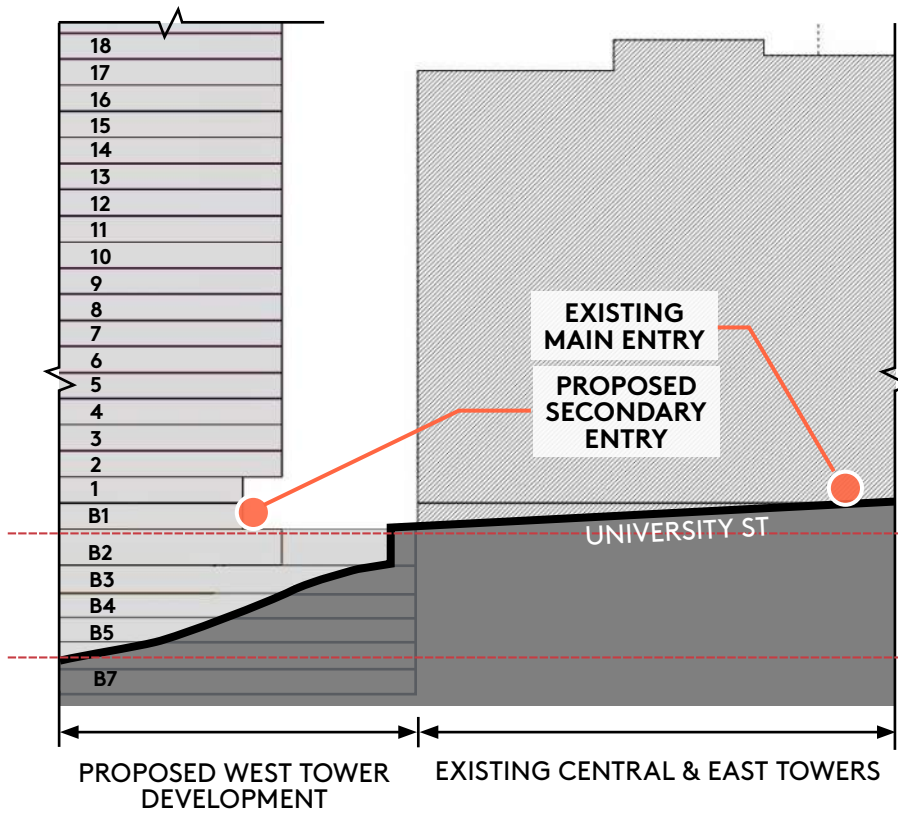 18
17
16
15
14
13
12
11
10
9
8
7
6
5
4
3
2
1
B1
B2
B3
B4
B5
B7
EXISTING
MAIN ENTRY
PROPOSED
SECONDARY
ENTRY
UNIVERSITY ST
PROPOSED WEST TOWER
DEVELOPMENT
EXISTING CENTRAL & EAST TOWERS